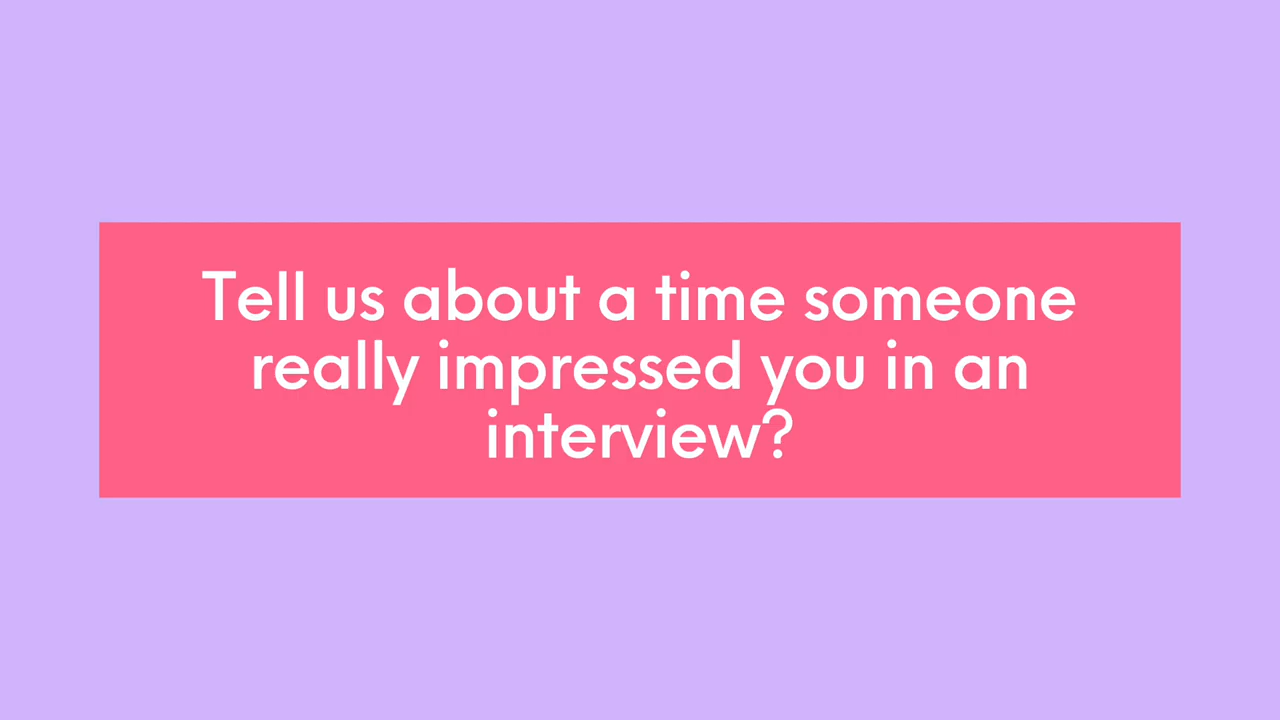 Tell us about a time someone
really impressed you in an
interview?